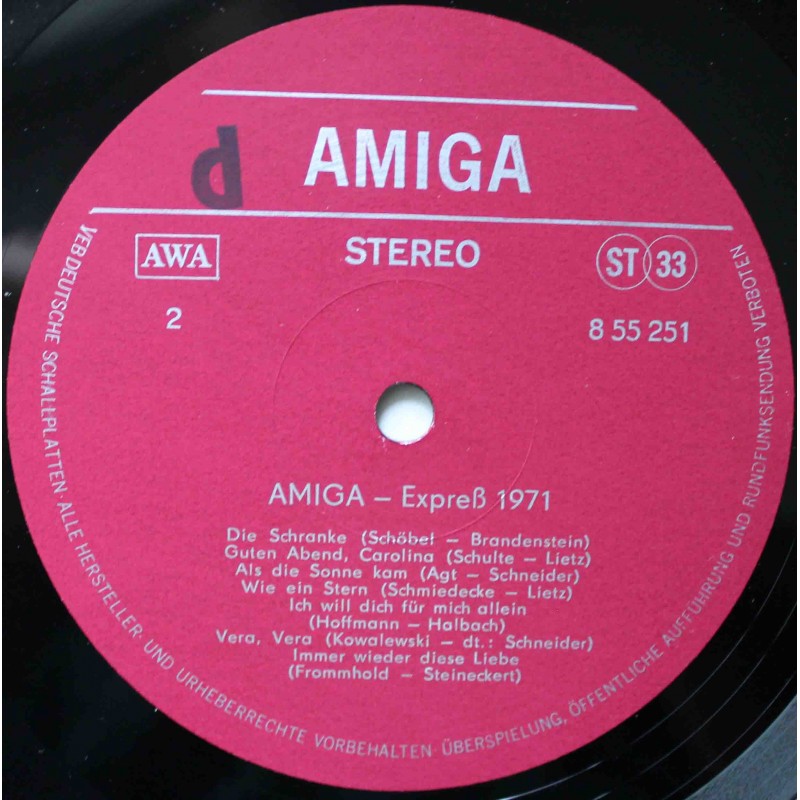 d
AMIGA
AWA
STEREO
ST 33
2
8 55 251
AMIGA – Expreß 1971
Die Schranke (Schöbel – Brandenstein)
Guten Abend, Carolina (Schulte – Lietz)
Als die Sonne kam (Agt – Schneider)
Wie ein Stern (Schmiedecke – Lietz)
Ich will dich für mich allein
(Hoffmann – Halbach)
Vera, Vera (Kowalewski – dt.: Schneider)
Immer wieder diese Liebe
(Frommhold – Steineckert)
VEB DEUTSCHE SCHALLPLATTEN · ALLE HERSTELLER- UND URHEBERRECHTE VORBEHALTEN · ÜBERSPIELUNG, ÖFFENTLICHE AUFFÜHRUNG UND RUNDFUNKSENDUNG VERBOTEN